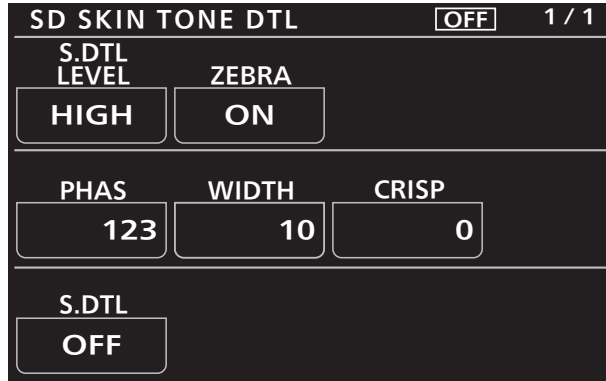 SD SKIN TONE DTL OFF 1/1
S.DTL
LEVEL ZEBRA
HIGH ON
PHAS WIDTH CRISP
123 10 0
S.DTL
OFF